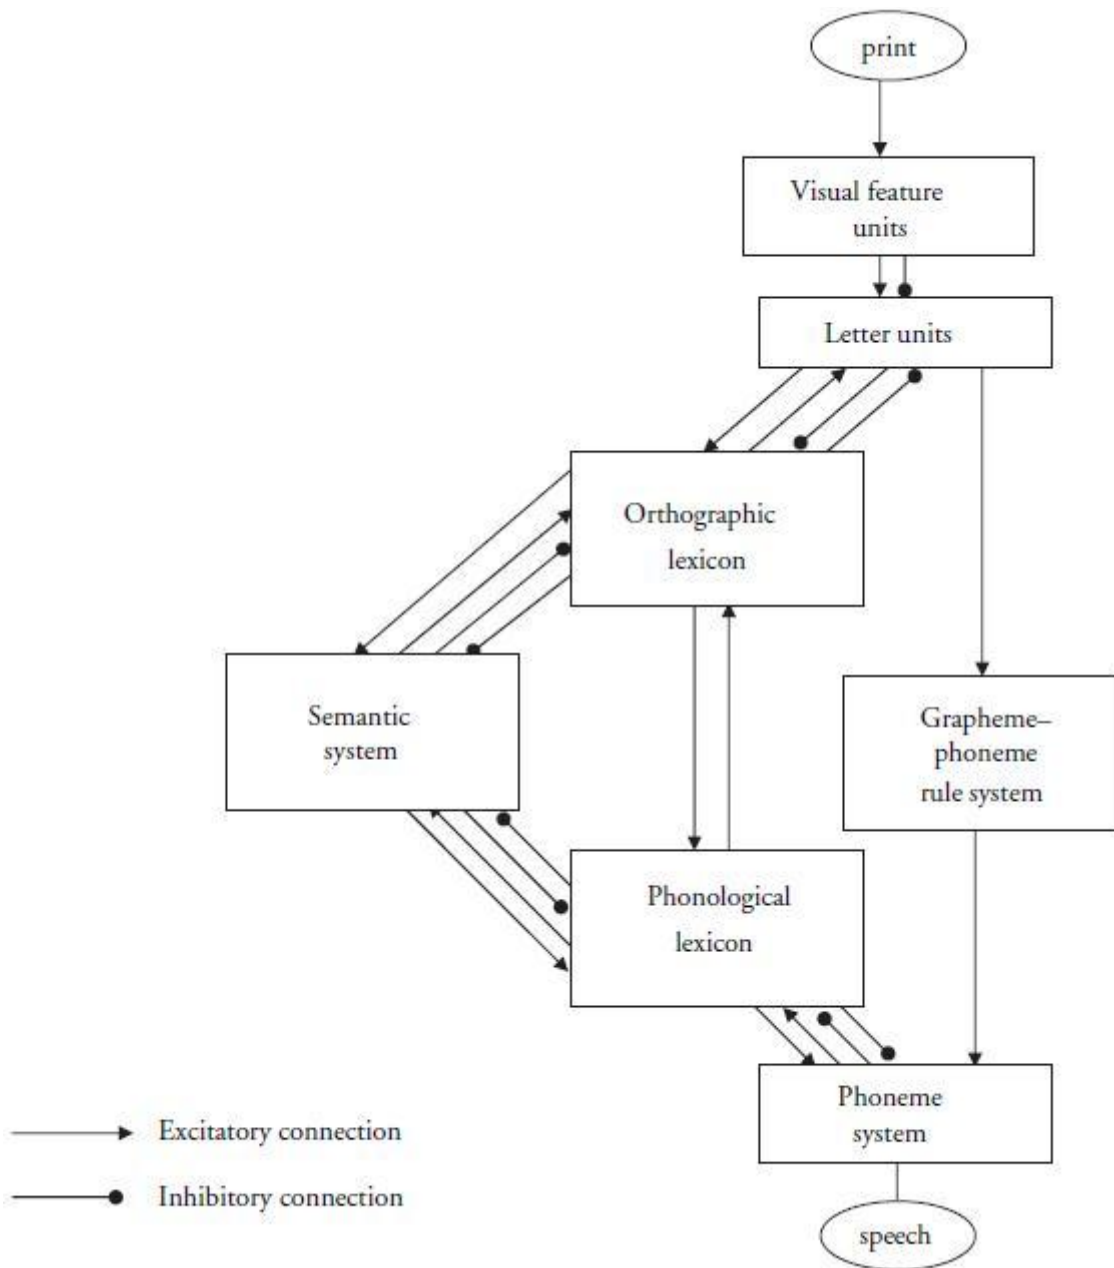 print
Visual feature
units
Letter units
Orthographic
lexicon
Semantic
system
Grapheme–
phoneme
rule system
Phonological
lexicon
Phoneme
system
Excitatory connection
Inhibitory connection
speech